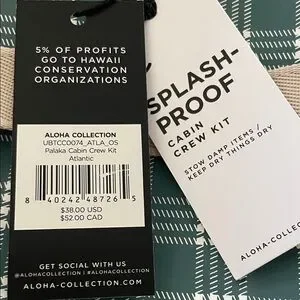 5% OF PROFITS
GO TO HAWAII
CONSERVATION
ORGANIZATIONS
ALOHA COLLECTION
UBTCC0074_ATLA_OS
Palaka Cabin Crew Kit
Atlantic
8 40242 48726 5
$38.00 USD
$52.00 CAD
GET SOCIAL WITH US
@ALOHACOLLECTION | #ALOHACOLLECTION
ALOHA-COLLECTION.COM
SPLASH-
PROOF
CABIN
CREW KIT
STOW DAMP ITEMS /
KEEP DRY THINGS DRY
ALOHA-COLLECTION.